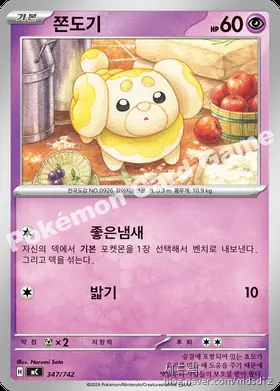 기본
쫀도기
HP 60
전국도감 NO.0926 강아지포켓몬 키: 0.3 m 몸무게: 10.9 kg
좋은냄새
자신의 덱에서 기본 포켓몬을 1장 선택해서 벤치로 내보낸다.
그리고 덱을 섞는다.
밟기 10
약점 ×2 저항력 후퇴
Illus. Narumi Sato
H mC 347/742
Pokémon Card Game